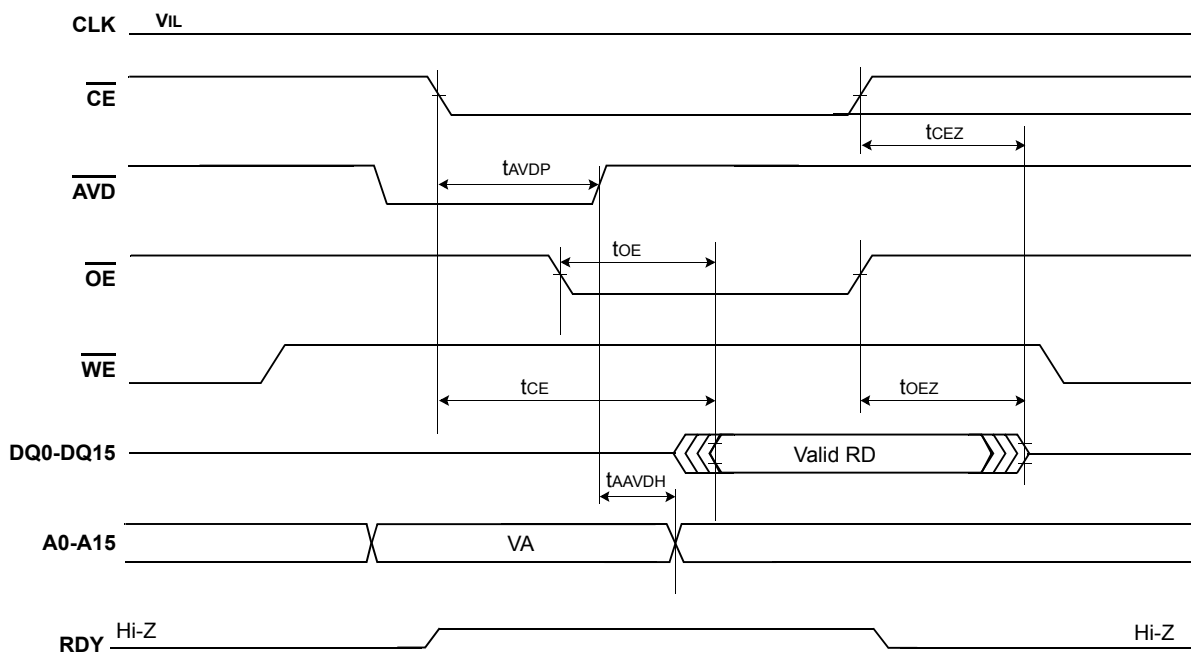 CLK VIL
CE
tCEZ
AVD tAVDP
OE tOE
WE
tCE tOEZ
DQ0-DQ15 Valid RD
tAAVDH
A0-A15 VA
RDY Hi-Z Hi-Z